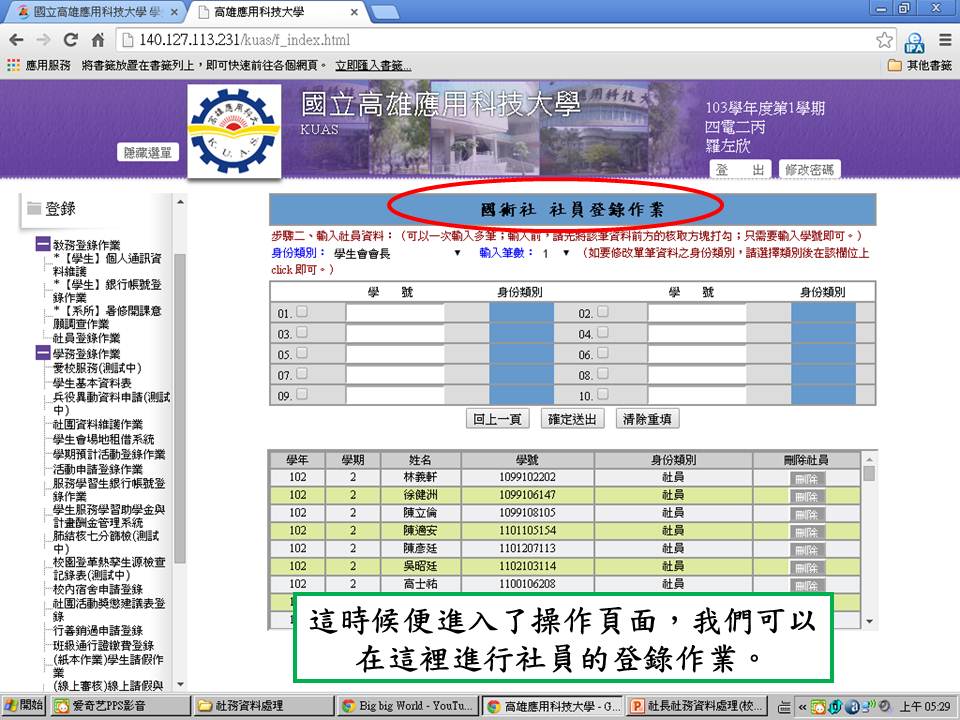 國立高雄應用科技大學 學
高雄應用科技大學
140.127.113.231/kuas/f_index.html
應用服務 將書籤放置在書籤列上，即可快速前往各個網頁。 立即匯入書籤... 其他書籤
國立高雄應用科技大學
KUAS
隱藏選單
103學年度第1學期
四電二丙
羅左欣
登 出 修改密碼
登錄
教務登錄作業
*【學生】個人通訊資
料維護
*【學生】銀行帳號登
錄作業
*【系所】暑修開課意
願調查作業
社員登錄作業
學務登錄作業
愛校服務(測試中)
學生基本資料表
兵役異動資料申請(測試
中)
社團資料維護作業
學生會場地租借系統
學期預計活動登錄作業
活動申請登錄作業
服務學習生銀行帳號登
錄作業
學生服務學習助學金與
計畫酬金管理系統
肺結核七分篩檢(測試
中)
校園登革熱孳生源檢查
記錄表(測試中)
校內宿舍申請登錄
社團活動獎懲建議表登
錄
行善銷過申請登錄
班級通行證繳費登錄
(紙本作業)學生請假作
業
(線上審核)線上請假與
國術社 社員登錄作業
步驟二、輸入社員資料：（可以一次輸入多筆；輸入前，請先將該筆資料前方的核取方塊打勾；只需要輸入學號即可。）
身份類別： 學生會會長 ▼ 輸入筆數： 1 ▼ （如要修改單筆資料之身份類別，請選擇類別後在該欄位上
click 即可。）
學 號 身份類別 學 號 身份類別
01. 02.
03. 04.
05. 06.
07. 08.
09. 10.
回上一頁 確定送出 清除重填
學年 學期 姓名 學號 身份類別 刪除社員
102 2 林義軒 1099102202 社員 刪除
102 2 徐健洲 1099106147 社員 刪除
102 2 陳立倫 1099108105 社員 刪除
102 2 陳適安 1101105154 社員 刪除
102 2 陳彥廷 1101207113 社員 刪除
102 2 吳昭廷 1102103114 社員 刪除
102 2 高士祐 1100106208 社員 刪除
這時候便進入了操作頁面，我們可以
在這裡進行社員的登錄作業。
開始 爱奇艺PPS影音 社務資料處理 Big big World - YouTu... 高雄應用科技大學 - G... 社長社務資料處理(校... 上午 05:29